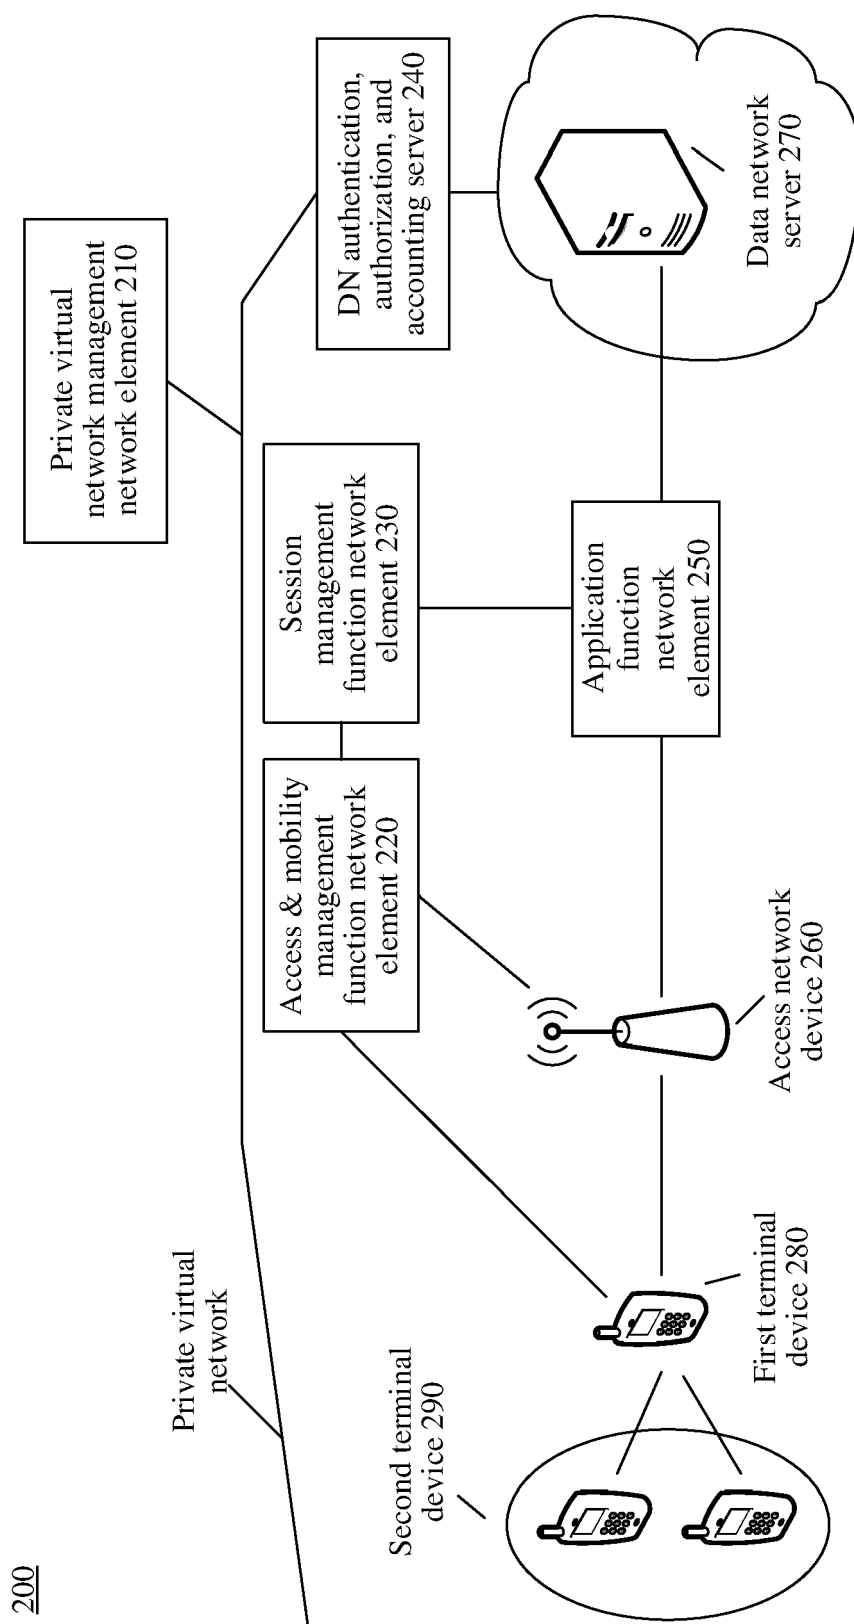 200
Private virtual
network management
network element 210
Private virtual
network
DN authentication,
authorization, and
accounting server 240
Access & mobility
management
function network
element 220
Session
management
function network
element 230
Second terminal
device 290
Application
function
network
element 250
First terminal
device 280
Access network
device 260
Data network
server 270